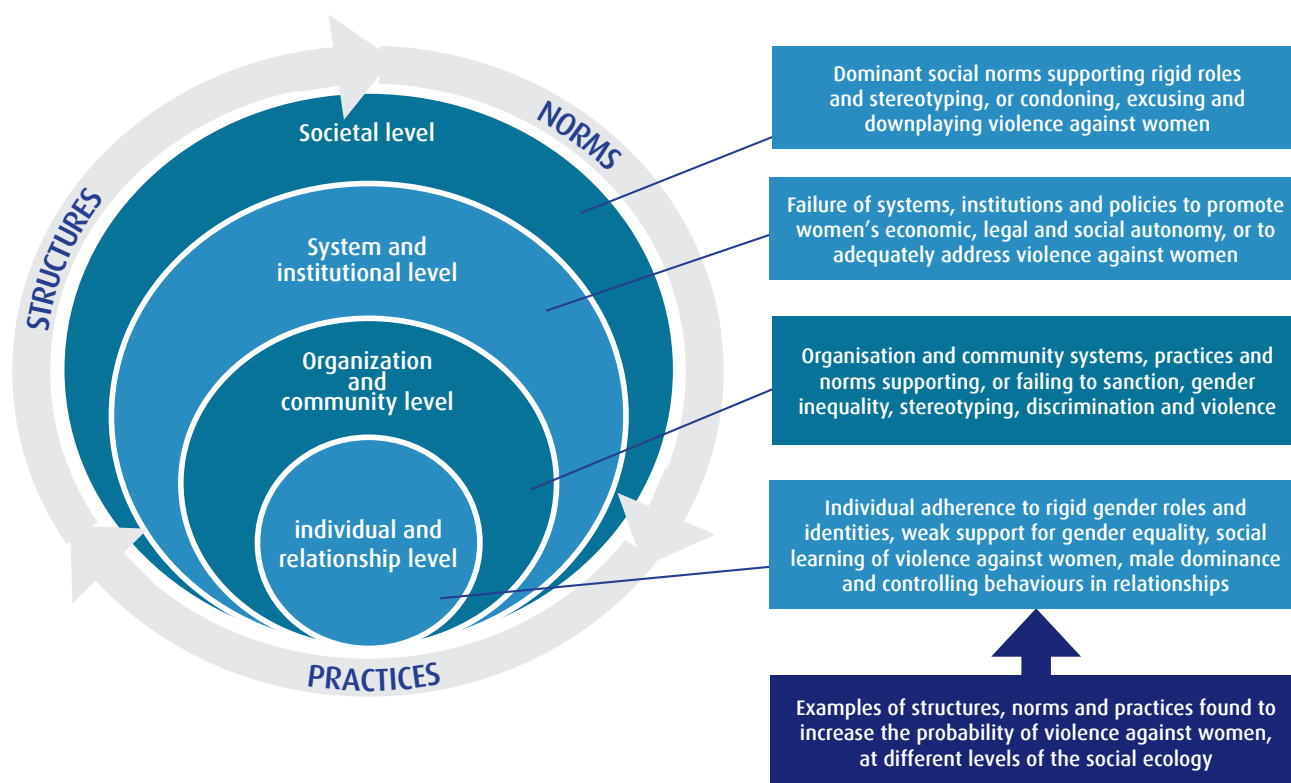 STRUCTURES
NORMS
PRACTICES
Societal level
System and
institutional level
Organization
and
community level
individual and
relationship level
Dominant social norms supporting rigid roles
and stereotyping, or condoning, excusing and
downplaying violence against women
Failure of systems, institutions and policies to promote
women's economic, legal and social autonomy, or to
adequately address violence against women
Organisation and community systems, practices and
norms supporting, or failing to sanction, gender
inequality, stereotyping, discrimination and violence
Individual adherence to rigid gender roles and
identities, weak support for gender equality, social
learning of violence against women, male dominance
and controlling behaviours in relationships
Examples of structures, norms and practices found to
increase the probability of violence against women,
at different levels of the social ecology